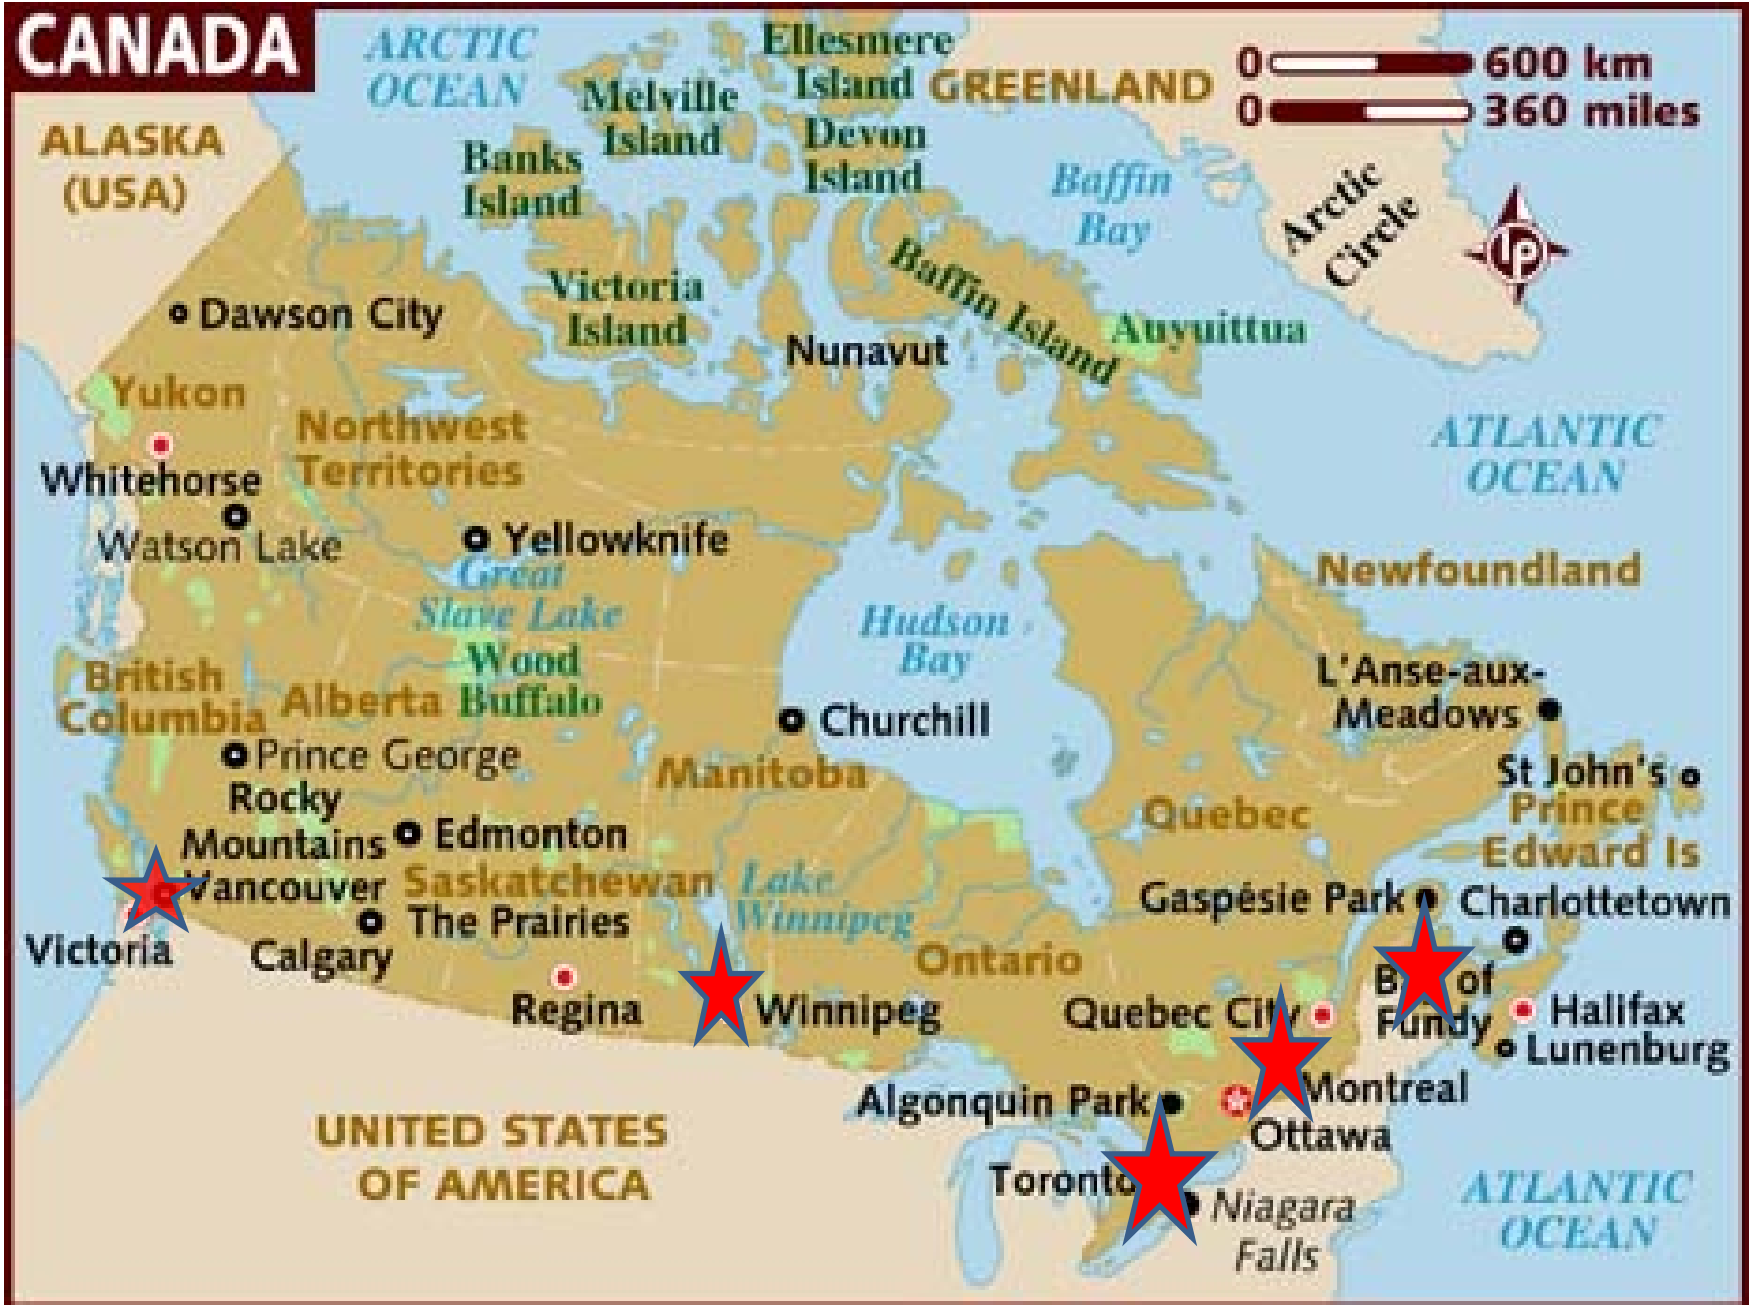 CANADA
ARCTIC
OCEAN
Ellesmere
Island
GREENLAND
0 600 km
0 360 miles
Melville
Island
ALASKA
(USA)
Banks
Island
Devon
Island
Baffin
Bay
Arctic
Circle
LP
Victoria
Island
Baffin Island
Dawson City
Nunavut
Auyuittua
Yukon
Northwest
Territories
ATLANTIC
OCEAN
Whitehorse
Watson Lake
Yellowknife
Great
Slave Lake
Newfoundland
Hudson
Bay
Wood
Buffalo
British
Columbia
Alberta
L'Anse-aux-
Meadows
Churchill
Prince George
Manitoba
St John's
Rocky
Mountains
Edmonton
Quebec
Prince
Edward Is
Vancouver
Saskatchewan
Lake
Winnipeg
Gaspésie Park
Charlottetown
The Prairies
Victoria
Calgary
Ontario
Regina
Winnipeg
Quebec City
of
Fundy
Halifax
Lunenburg
Algonquin Park
Montreal
Ottawa
UNITED STATES
OF AMERICA
Toronto
Niagara
Falls
ATLANTIC
OCEAN